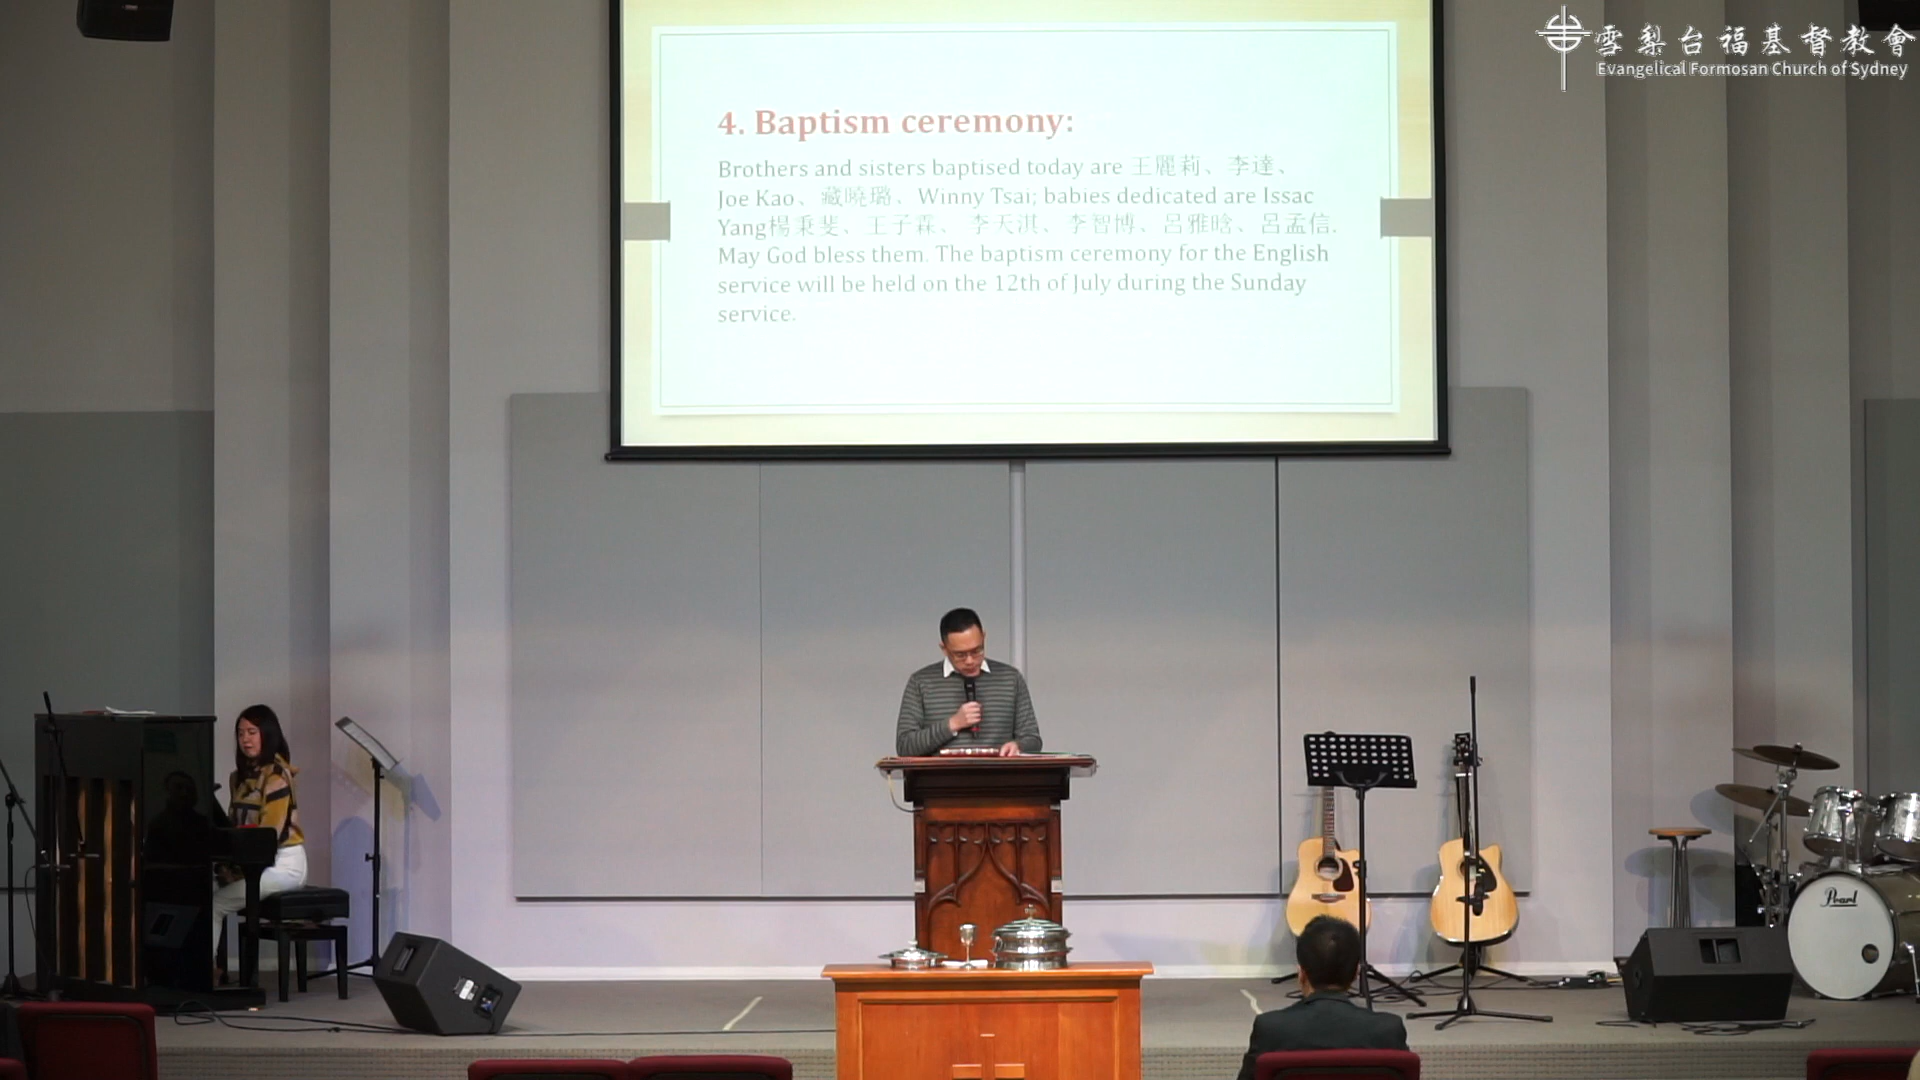 雪梨台福基督教會
Evangelical Formosan Church of Sydney
4. Baptism ceremony:
Brothers and sisters baptised today are 王麗莉、李達、
Joe Kao、藏曉璐、Winny Tsai; babies dedicated are Issac
Yang楊秉斐、王子霖、李天淇、李智博、呂雅晗、呂孟信.
May God bless them. The baptism ceremony for the English
service will be held on the 12th of July during the Sunday
service.
Pearl